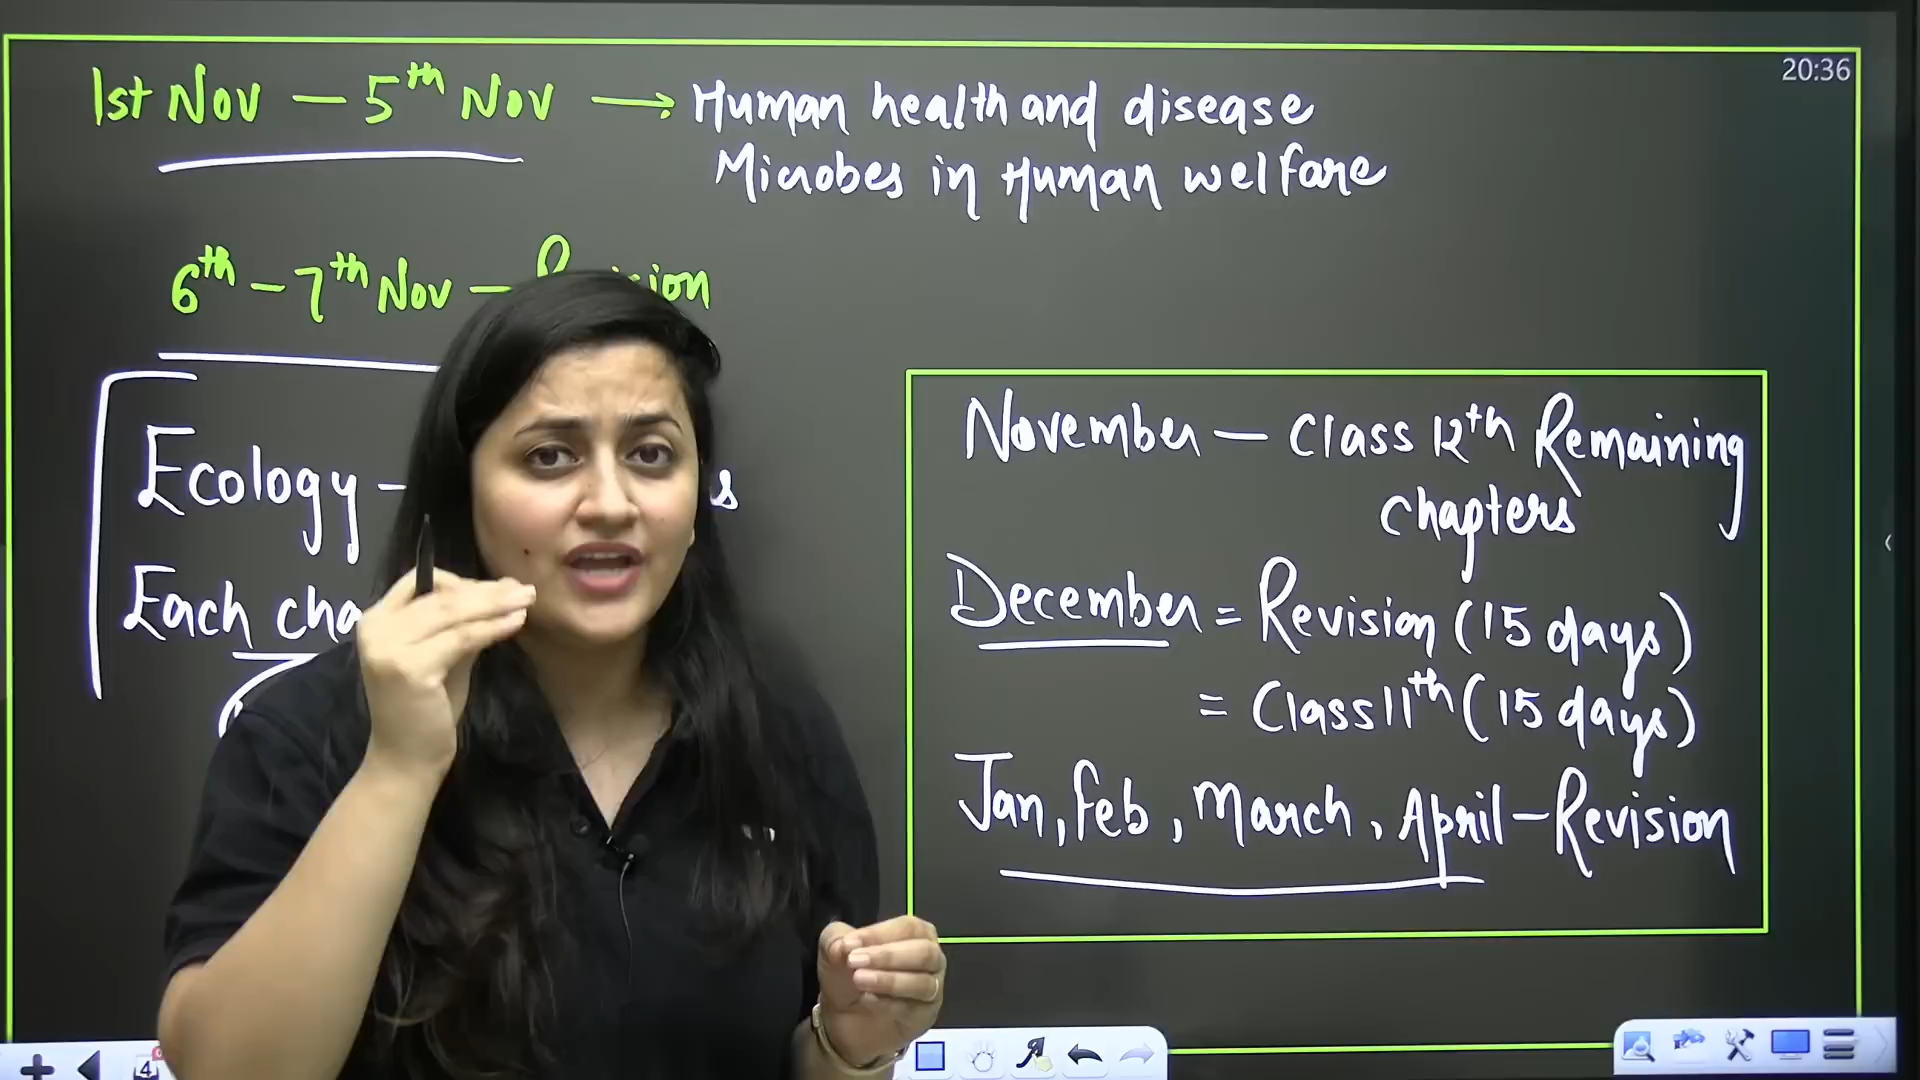 20:36
1st Nov — 5th Nov → Human health and disease
Microbes in Human welfare
6th - 7th Nov —
Ecology -
Each
November — Class 12th Remaining
chapters
December = Revision (15 days)
= Class 11th (15 days)
Jan, Feb, March, April - Revision
4